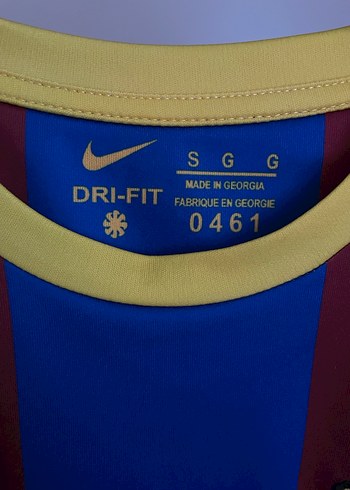 S G G
DRI-FIT
MADE IN GEORGIA
FABRIQUE EN GEORGIE
0461